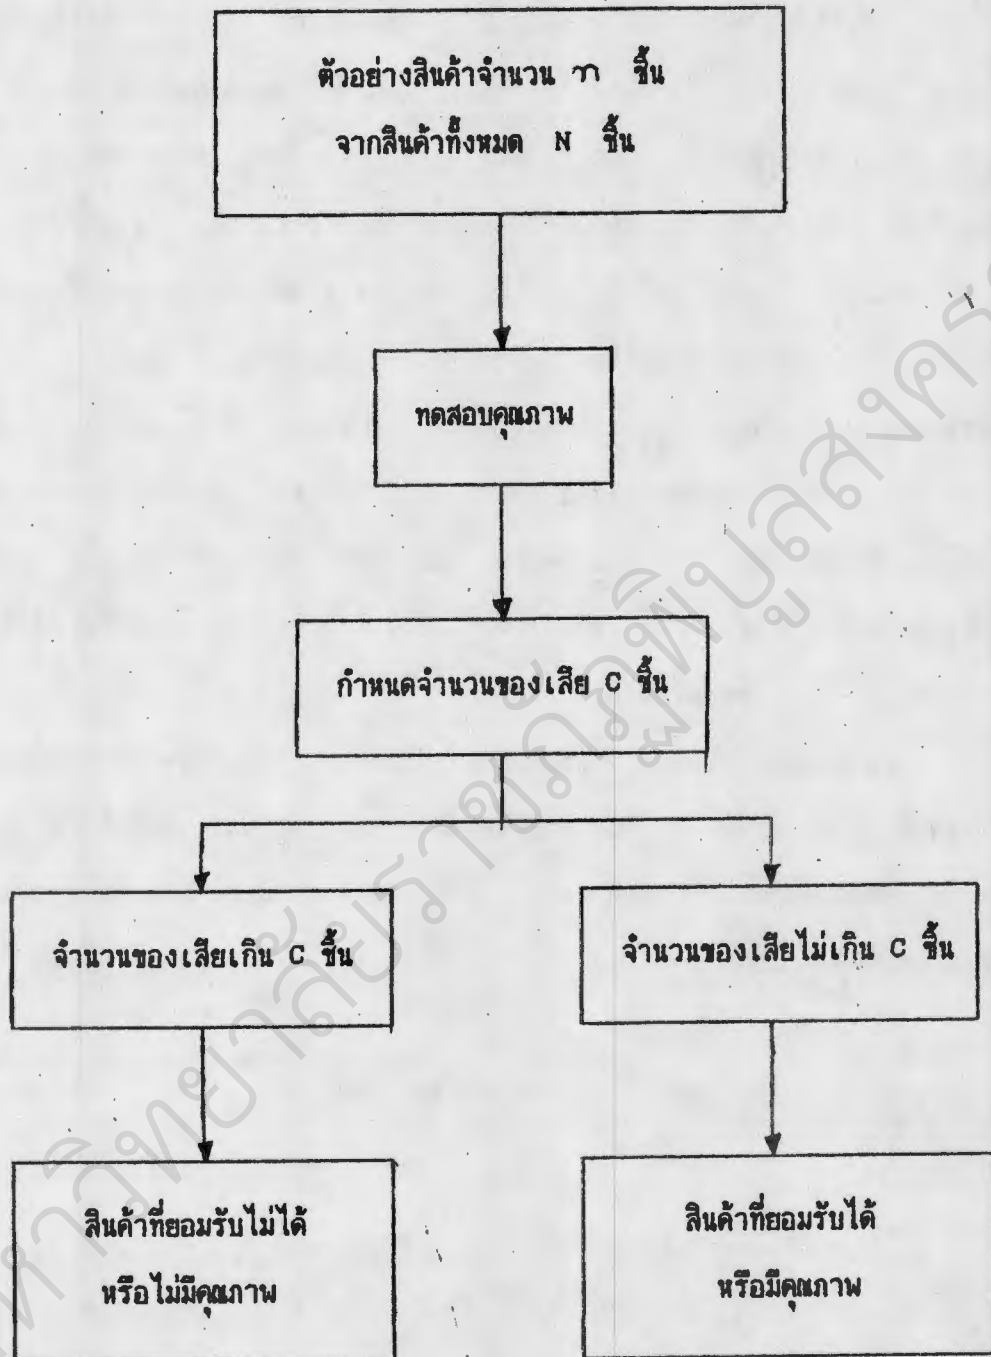 ตัวอย่างสินค้าจำนวน n ชิ้น
จากสินค้าทั้งหมด N ชิ้น
ทดสอบคุณภาพ
กำหนดจำนวนของเสีย C ชิ้น
จำนวนของเสียเกิน C ชิ้น
จำนวนของเสียไม่เกิน C ชิ้น
สินค้าที่ยอมรับไม่ได้
หรือไม่มีคุณภาพ
สินค้าที่ยอมรับได้
หรือมีคุณภาพ